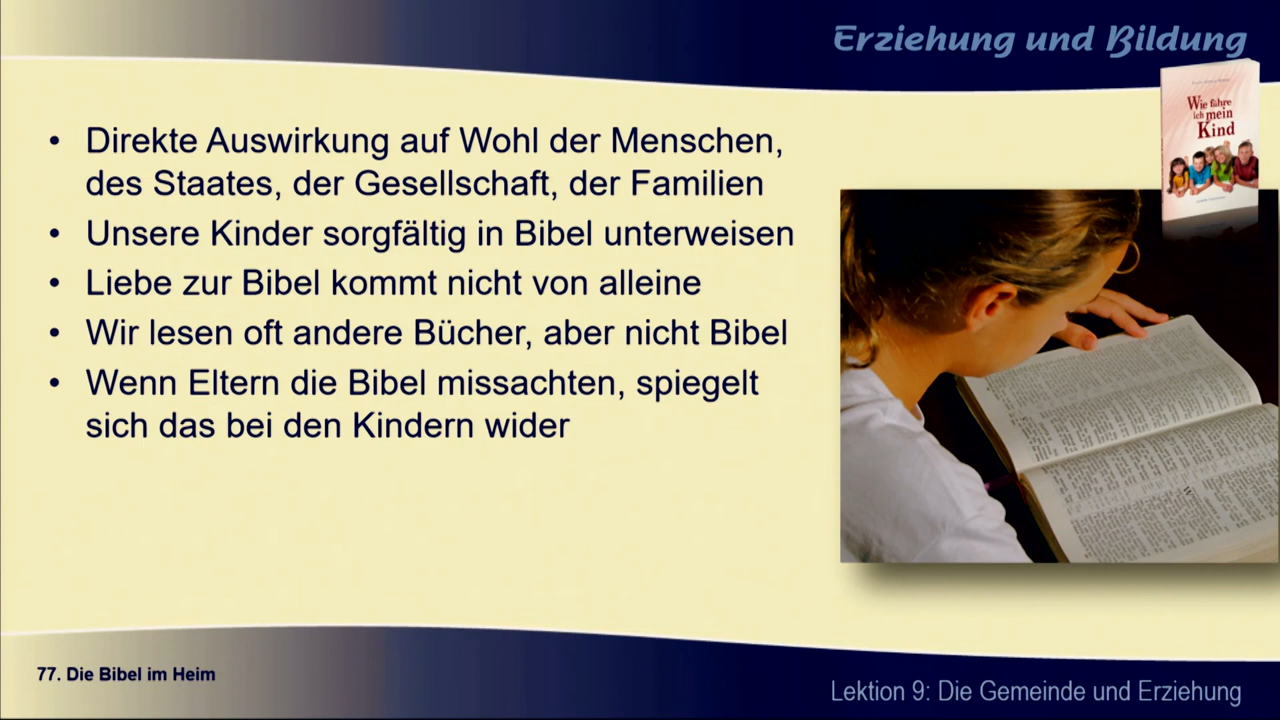 Erziehung und Bildung
Wie führe
ich mein
Kind
• Direkte Auswirkung auf Wohl der Menschen,
des Staates, der Gesellschaft, der Familien
• Unsere Kinder sorgfältig in Bibel unterweisen
• Liebe zur Bibel kommt nicht von alleine
• Wir lesen oft andere Bücher, aber nicht Bibel
• Wenn Eltern die Bibel missachten, spiegelt
sich das bei den Kindern wider
77. Die Bibel im Heim
Lektion 9: Die Gemeinde und Erziehung